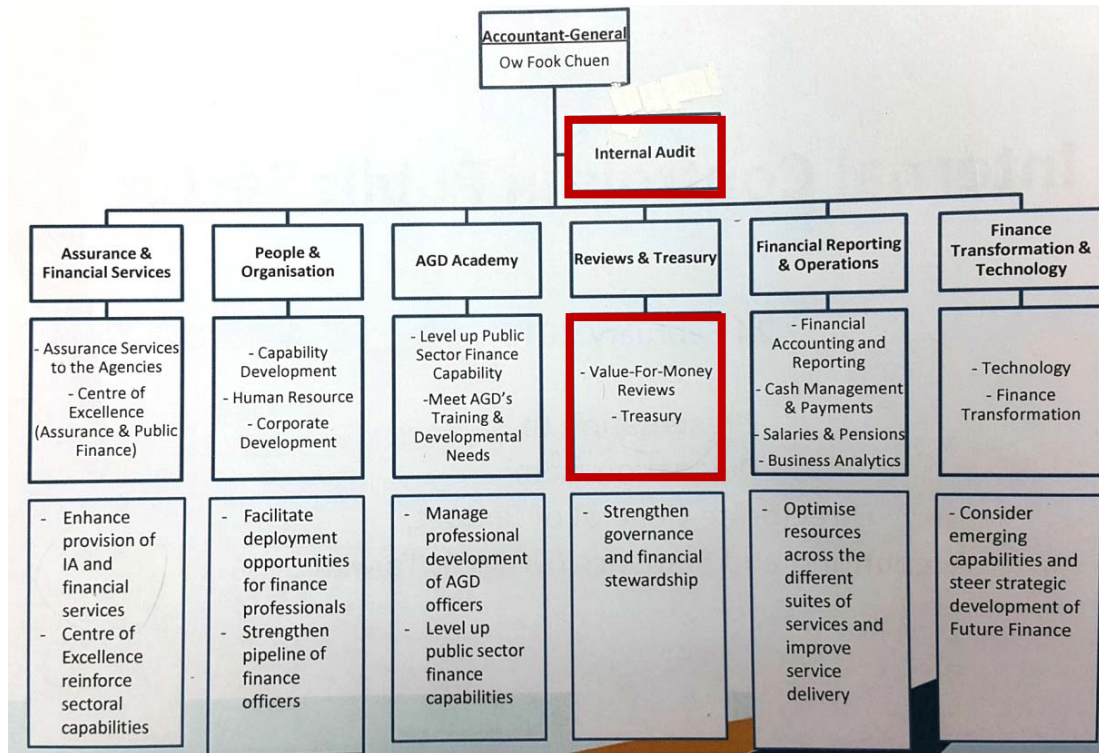 Accountant-General
Ow Fook Chuen
Internal Audit
Assurance &
Financial Services
People &
Organisation
AGD Academy
Reviews & Treasury
Financial Reporting
& Operations
Finance
Transformation &
Technology
- Assurance Services
to the Agencies
- Centre of
Excellence
(Assurance & Public
Finance)
- Capability
Development
- Human Resource
- Corporate
Development
- Level up Public
Sector Finance
Capability
-Meet AGD's
Training &
Developmental
Needs
- Value-For-Money
Reviews
- Treasury
- Financial
Accounting and
Reporting
- Cash Management
& Payments
- Salaries & Pensions
- Business Analytics
- Technology
- Finance
Transformation
- Enhance
provision of
IA and
financial
services
- Centre of
Excellence
reinforce
sectoral
capabilities
- Facilitate
deployment
opportunities
for finance
professionals
- Strengthen
pipeline of
finance
officers
- Manage
professional
development
of AGD
officers
- Level up
public sector
finance
capabilities
- Strengthen
governance
and financial
stewardship
- Optimise
resources
across the
different
suites of
services and
improve
service
delivery
- Consider
emerging
capabilities and
steer strategic
development of
Future Finance